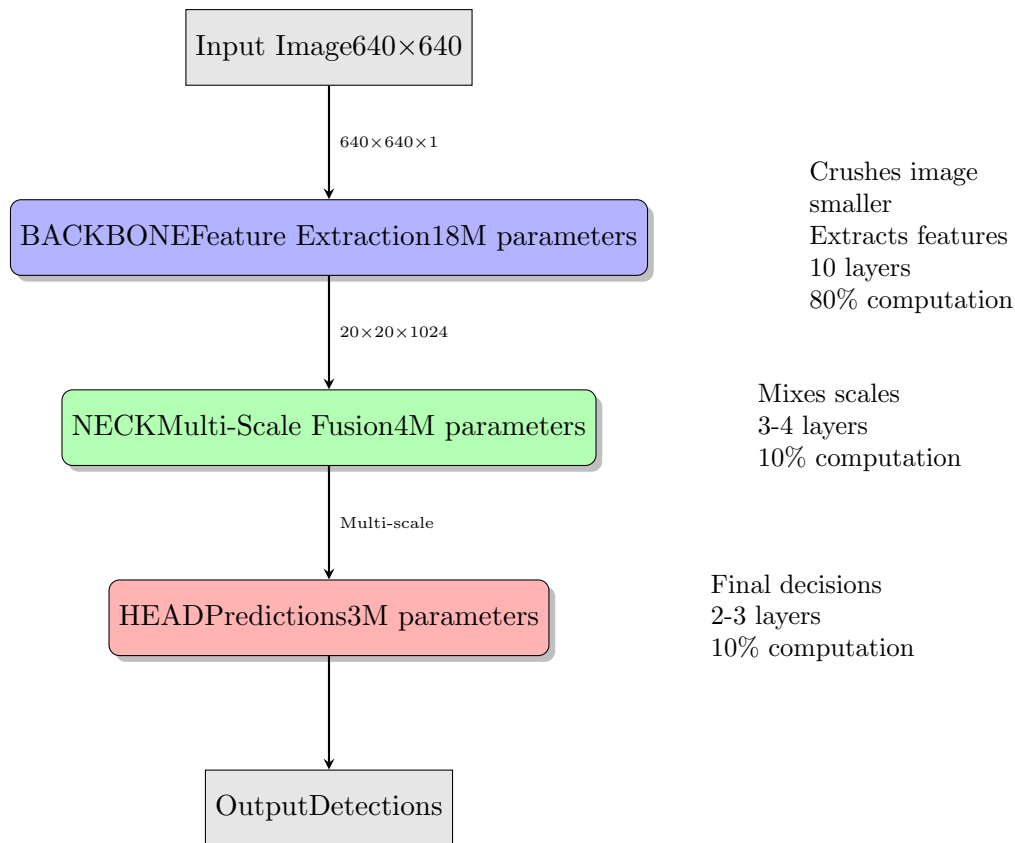 Input Image640×640
640×640×1
BACKBONEFeature Extraction18M parameters
Crushes image
smaller
Extracts features
10 layers
80% computation
20×20×1024
NECKMulti-Scale Fusion4M parameters
Mixes scales
3-4 layers
10% computation
Multi-scale
HEADPredictions3M parameters
Final decisions
2-3 layers
10% computation
OutputDetections